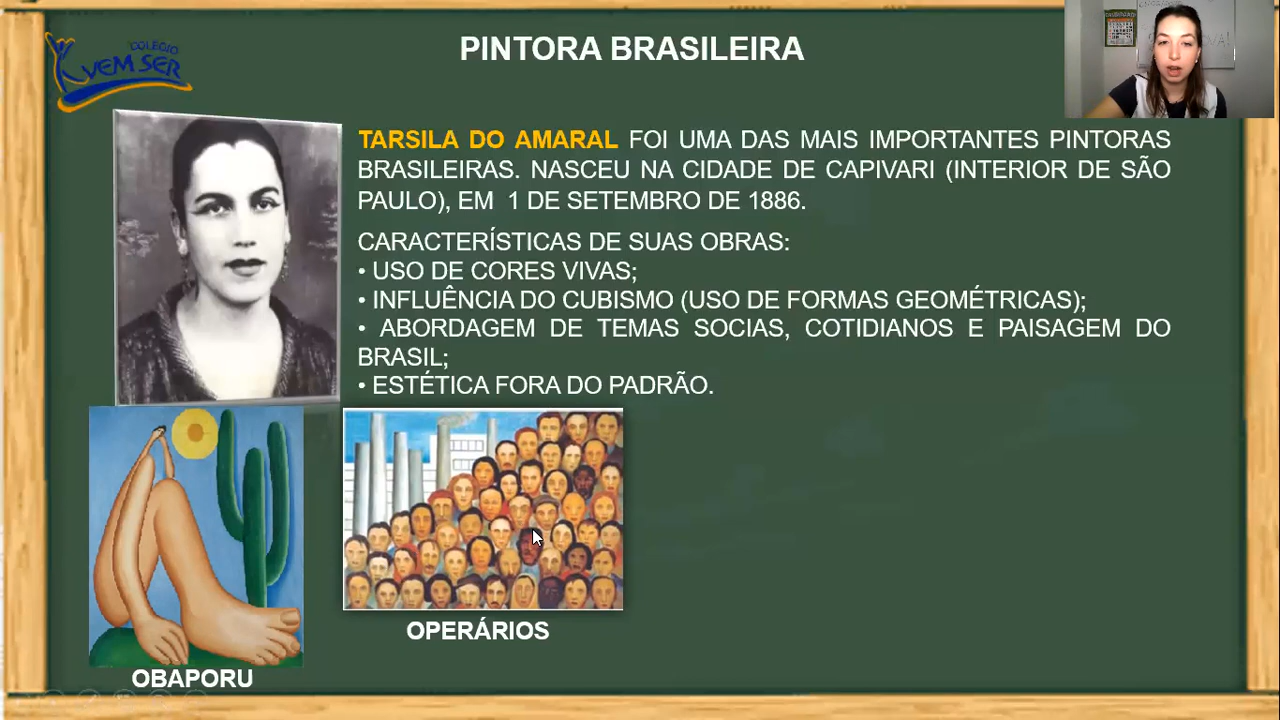 PINTORA BRASILEIRA
COLÉGIO
VEM SER
TARSILA DO AMARAL FOI UMA DAS MAIS IMPORTANTES PINTORAS
BRASILEIRAS. NASCEU NA CIDADE DE CAPIVARI (INTERIOR DE SÃO
PAULO), EM 1 DE SETEMBRO DE 1886.
CARACTERÍSTICAS DE SUAS OBRAS:
• USO DE CORES VIVAS;
• INFLUÊNCIA DO CUBISMO (USO DE FORMAS GEOMÉTRICAS);
• ABORDAGEM DE TEMAS SOCIAS, COTIDIANOS E PAISAGEM DO
BRASIL;
• ESTÉTICA FORA DO PADRÃO.
OPERÁRIOS
OBAPORU